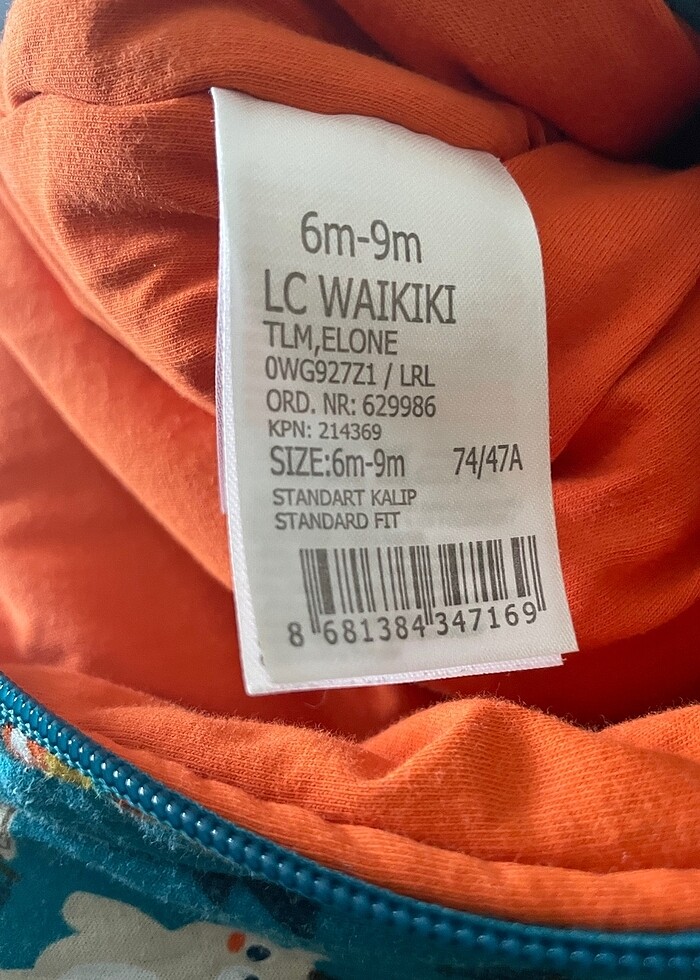 6m-9m
LC WAIKIKI
TLM,ELONE
0WG927Z1 / LRL
ORD. NR: 629986
KPN: 214369
SIZE:6m-9m 74/47A
STANDART KALIP
STANDARD FIT
8 681384 347169